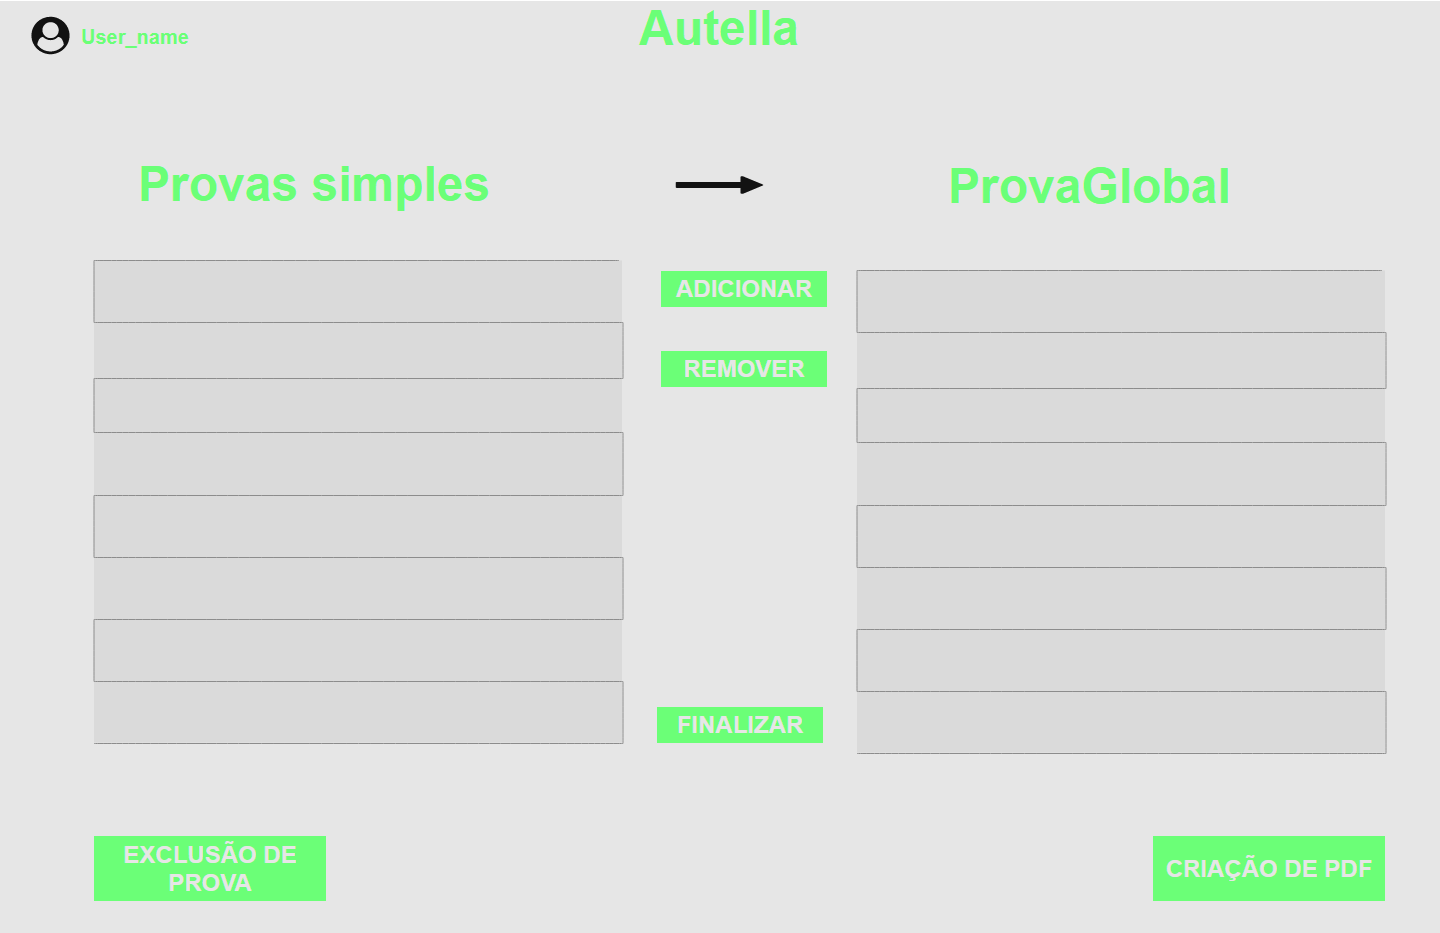 User_name
Autella
Provas simples
ProvaGlobal
ADICIONAR
REMOVER
FINALIZAR
EXCLUSÃO DE
PROVA
CRIAÇÃO DE PDF